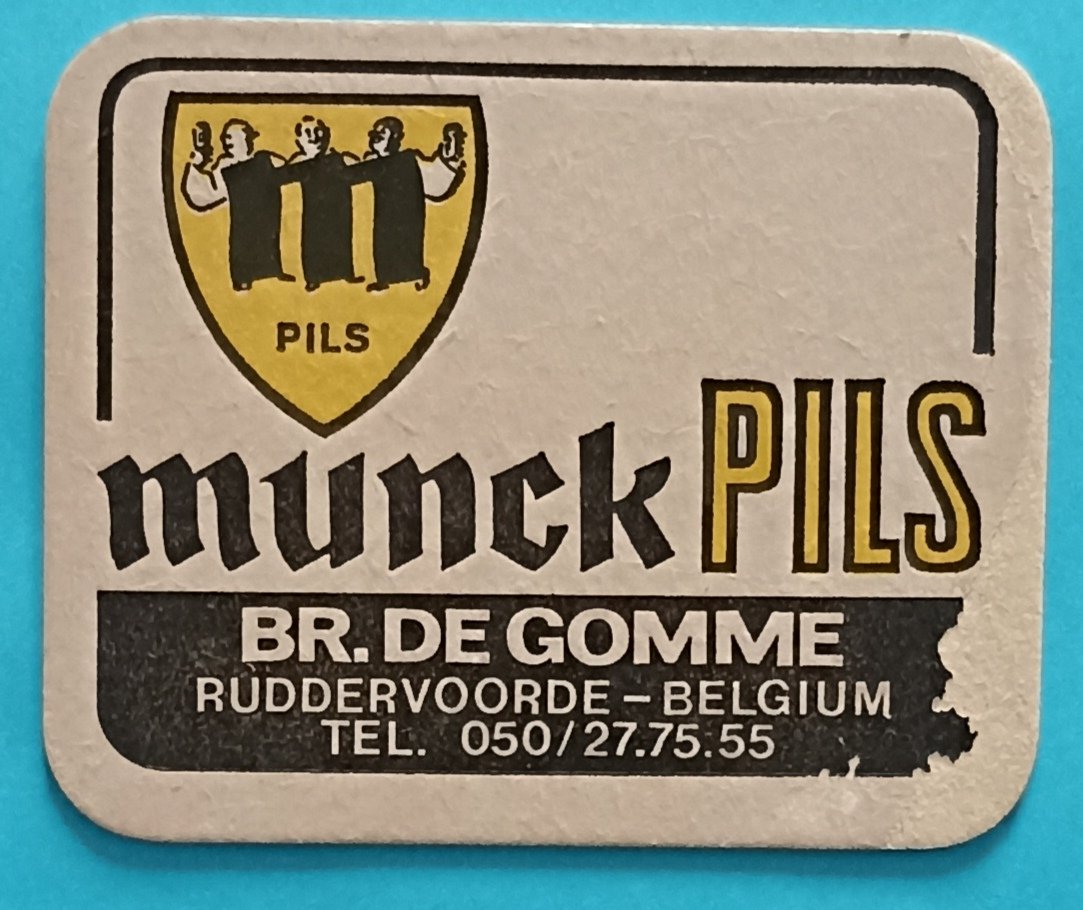 PILS
munck PILS
BR. DE GOMME
RUDDERVOORDE - BELGIUM
TEL. 050/27.75.55